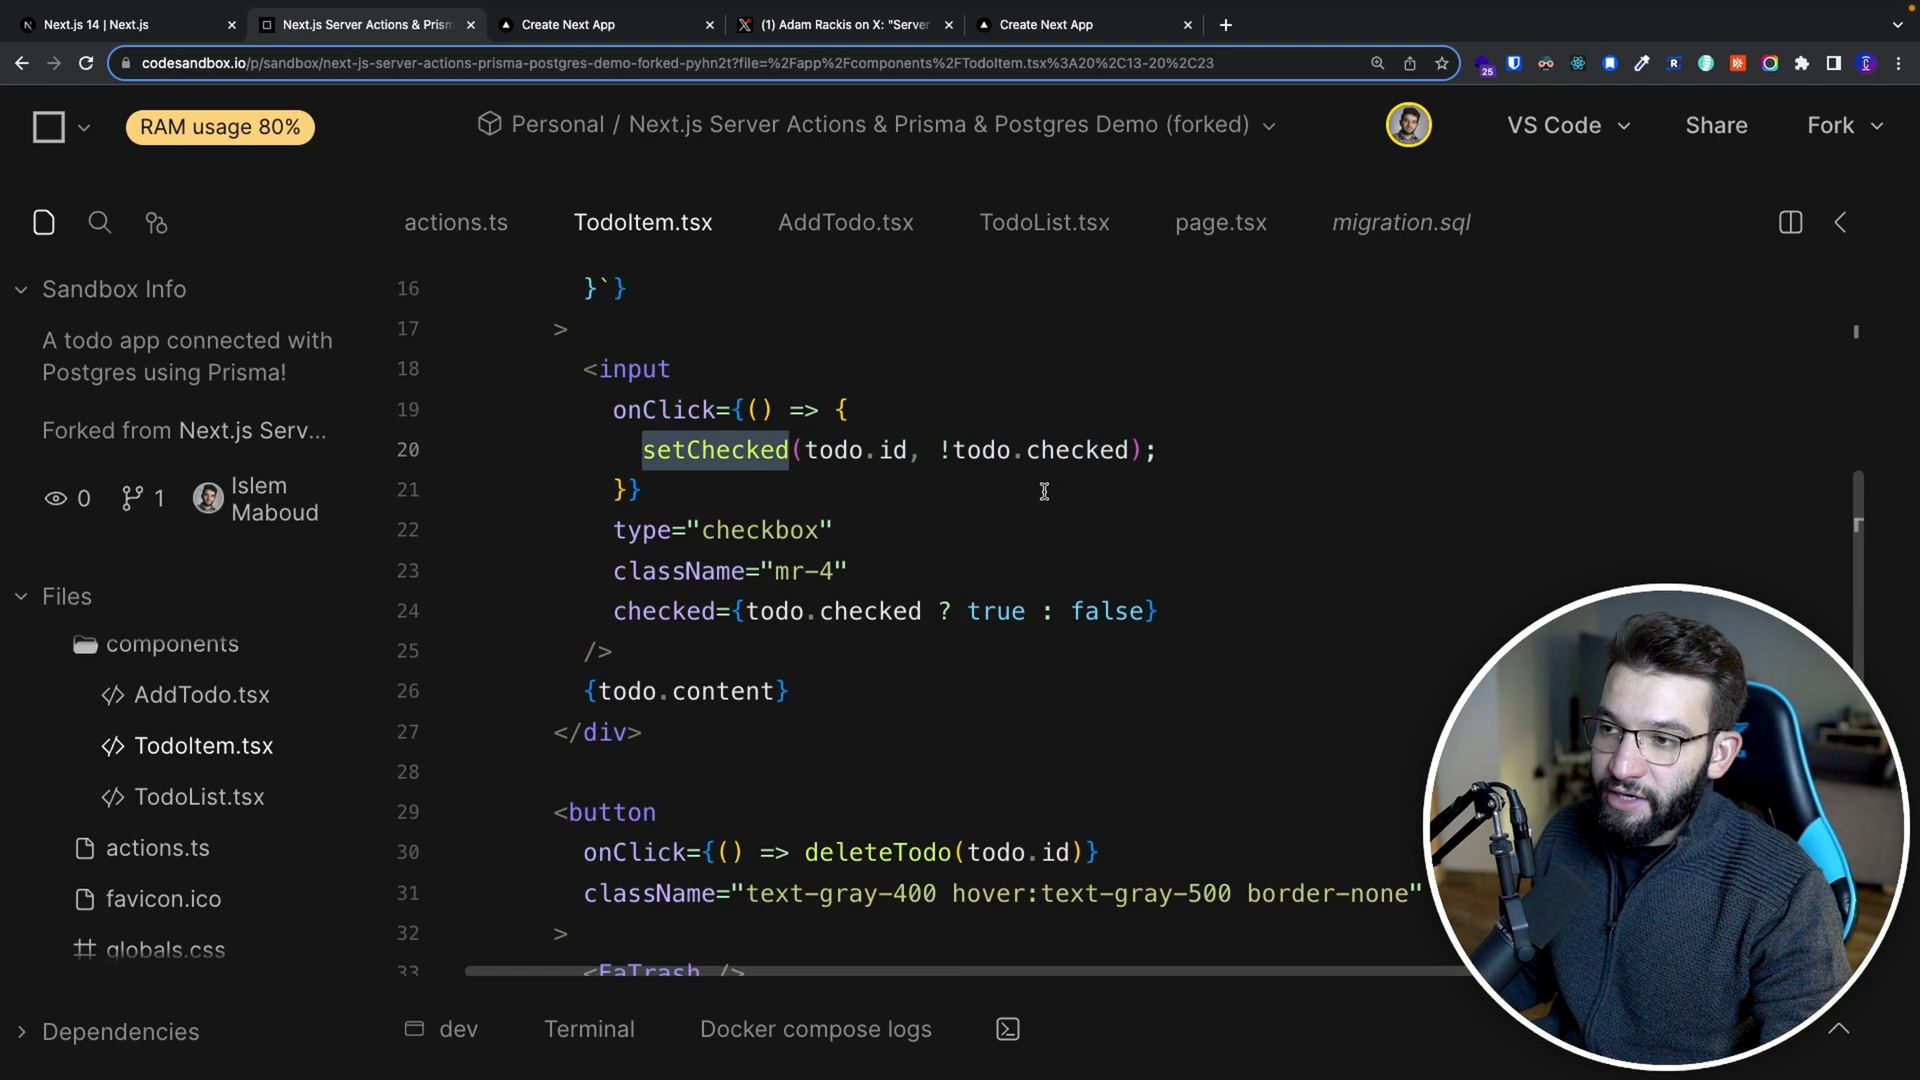 Next.js 14 | Next.js
Next.js Server Actions & Prism
Create Next App
(1) Adam Rackis on X: "Server
Create Next App
codesandbox.io/p/sandbox/next-js-server-actions-prisma-postgres-demo-forked-pyhn2t?file=%2Fapp%2Fcomponents%2FTodoItem.tsx%3A20%2C13-20%2C23
25
RAM usage 80%
Personal / Next.js Server Actions & Prisma & Postgres Demo (forked)
VS Code
Share
Fork
actions.ts
TodoItem.tsx
AddTodo.tsx
TodoList.tsx
page.tsx
migration.sql
Sandbox Info
A todo app connected with
Postgres using Prisma!
Forked from Next.js Serv...
0
1
Islem
Maboud
Files
components
AddTodo.tsx
TodoItem.tsx
TodoList.tsx
actions.ts
favicon.ico
globals.css
Dependencies
16 }`}
17 >
18 <input
19 onClick={() => {
20 setChecked(todo.id, !todo.checked);
21 }}
22 type="checkbox"
23 className="mr-4"
24 checked={todo.checked ? true : false}
25 />
26 {todo.content}
27 </div>
28
29 <button
30 onClick={() => deleteTodo(todo.id)}
31 className="text-gray-400 hover:text-gray-500 border-none"
32 >
33 <FaTrash />
dev
Terminal
Docker compose logs